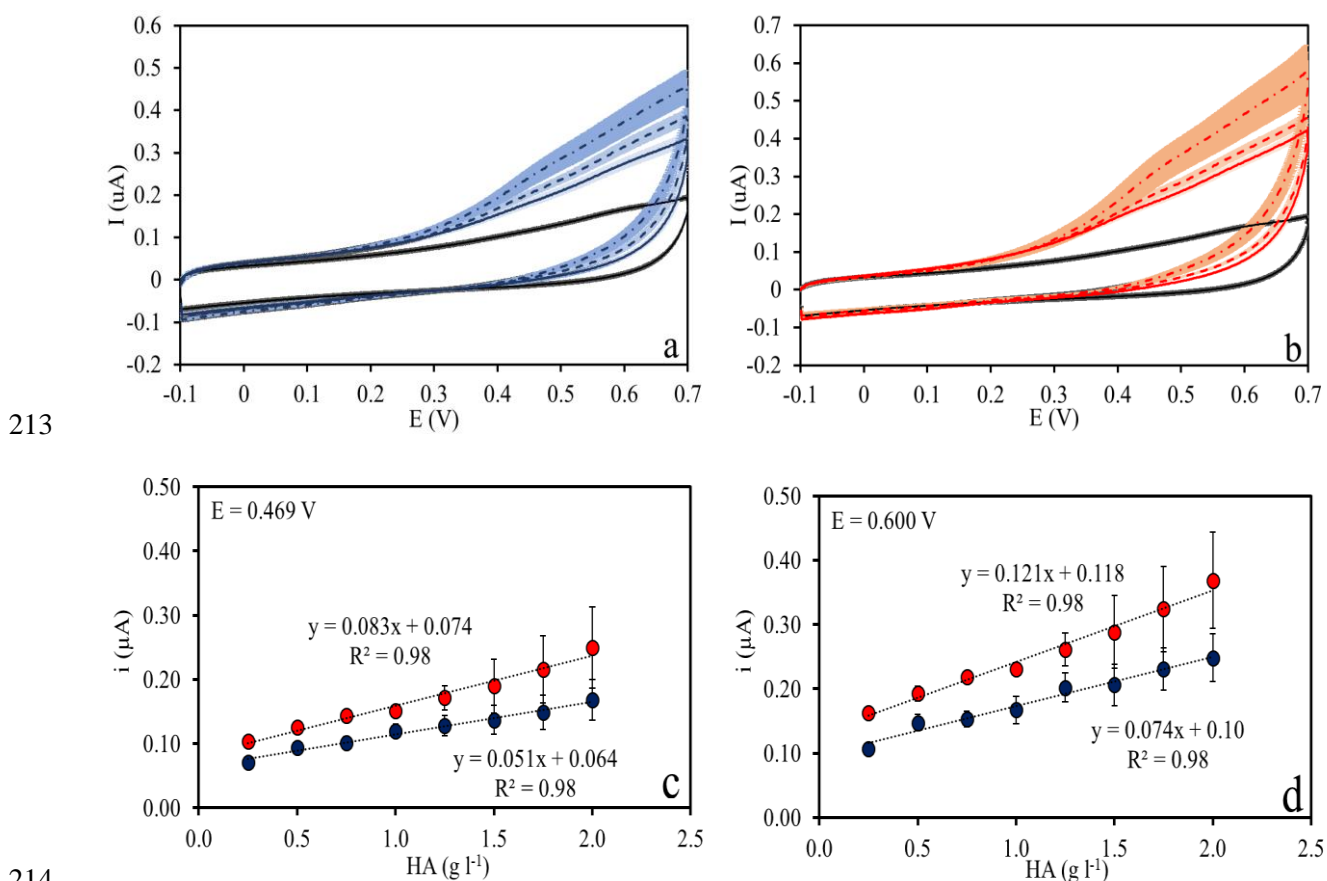 0.6
0.5
0.4
0.3
0.2
0.1
0
-0.1
-0.2
I (uA)
-0.1 0 0.1 0.2 0.3 0.4 0.5 0.6 0.7
E (V)
a
0.7
0.6
0.5
0.4
0.3
0.2
0.1
0
-0.1
-0.2
I (uA)
-0.1 0 0.1 0.2 0.3 0.4 0.5 0.6 0.7
E (V)
b
213
0.50
0.40
0.30
0.20
0.10
0.00
i (µA)
E = 0.469 V
y = 0.083x + 0.074
R² = 0.98
y = 0.051x + 0.064
R² = 0.98
c
0.0 0.5 1.0 1.5 2.0 2.5
HA (g l⁻¹)
0.50
0.40
0.30
0.20
0.10
0.00
i (µA)
E = 0.600 V
y = 0.121x + 0.118
R² = 0.98
y = 0.074x + 0.10
R² = 0.98
d
0.0 0.5 1.0 1.5 2.0 2.5
HA (g l⁻¹)
214